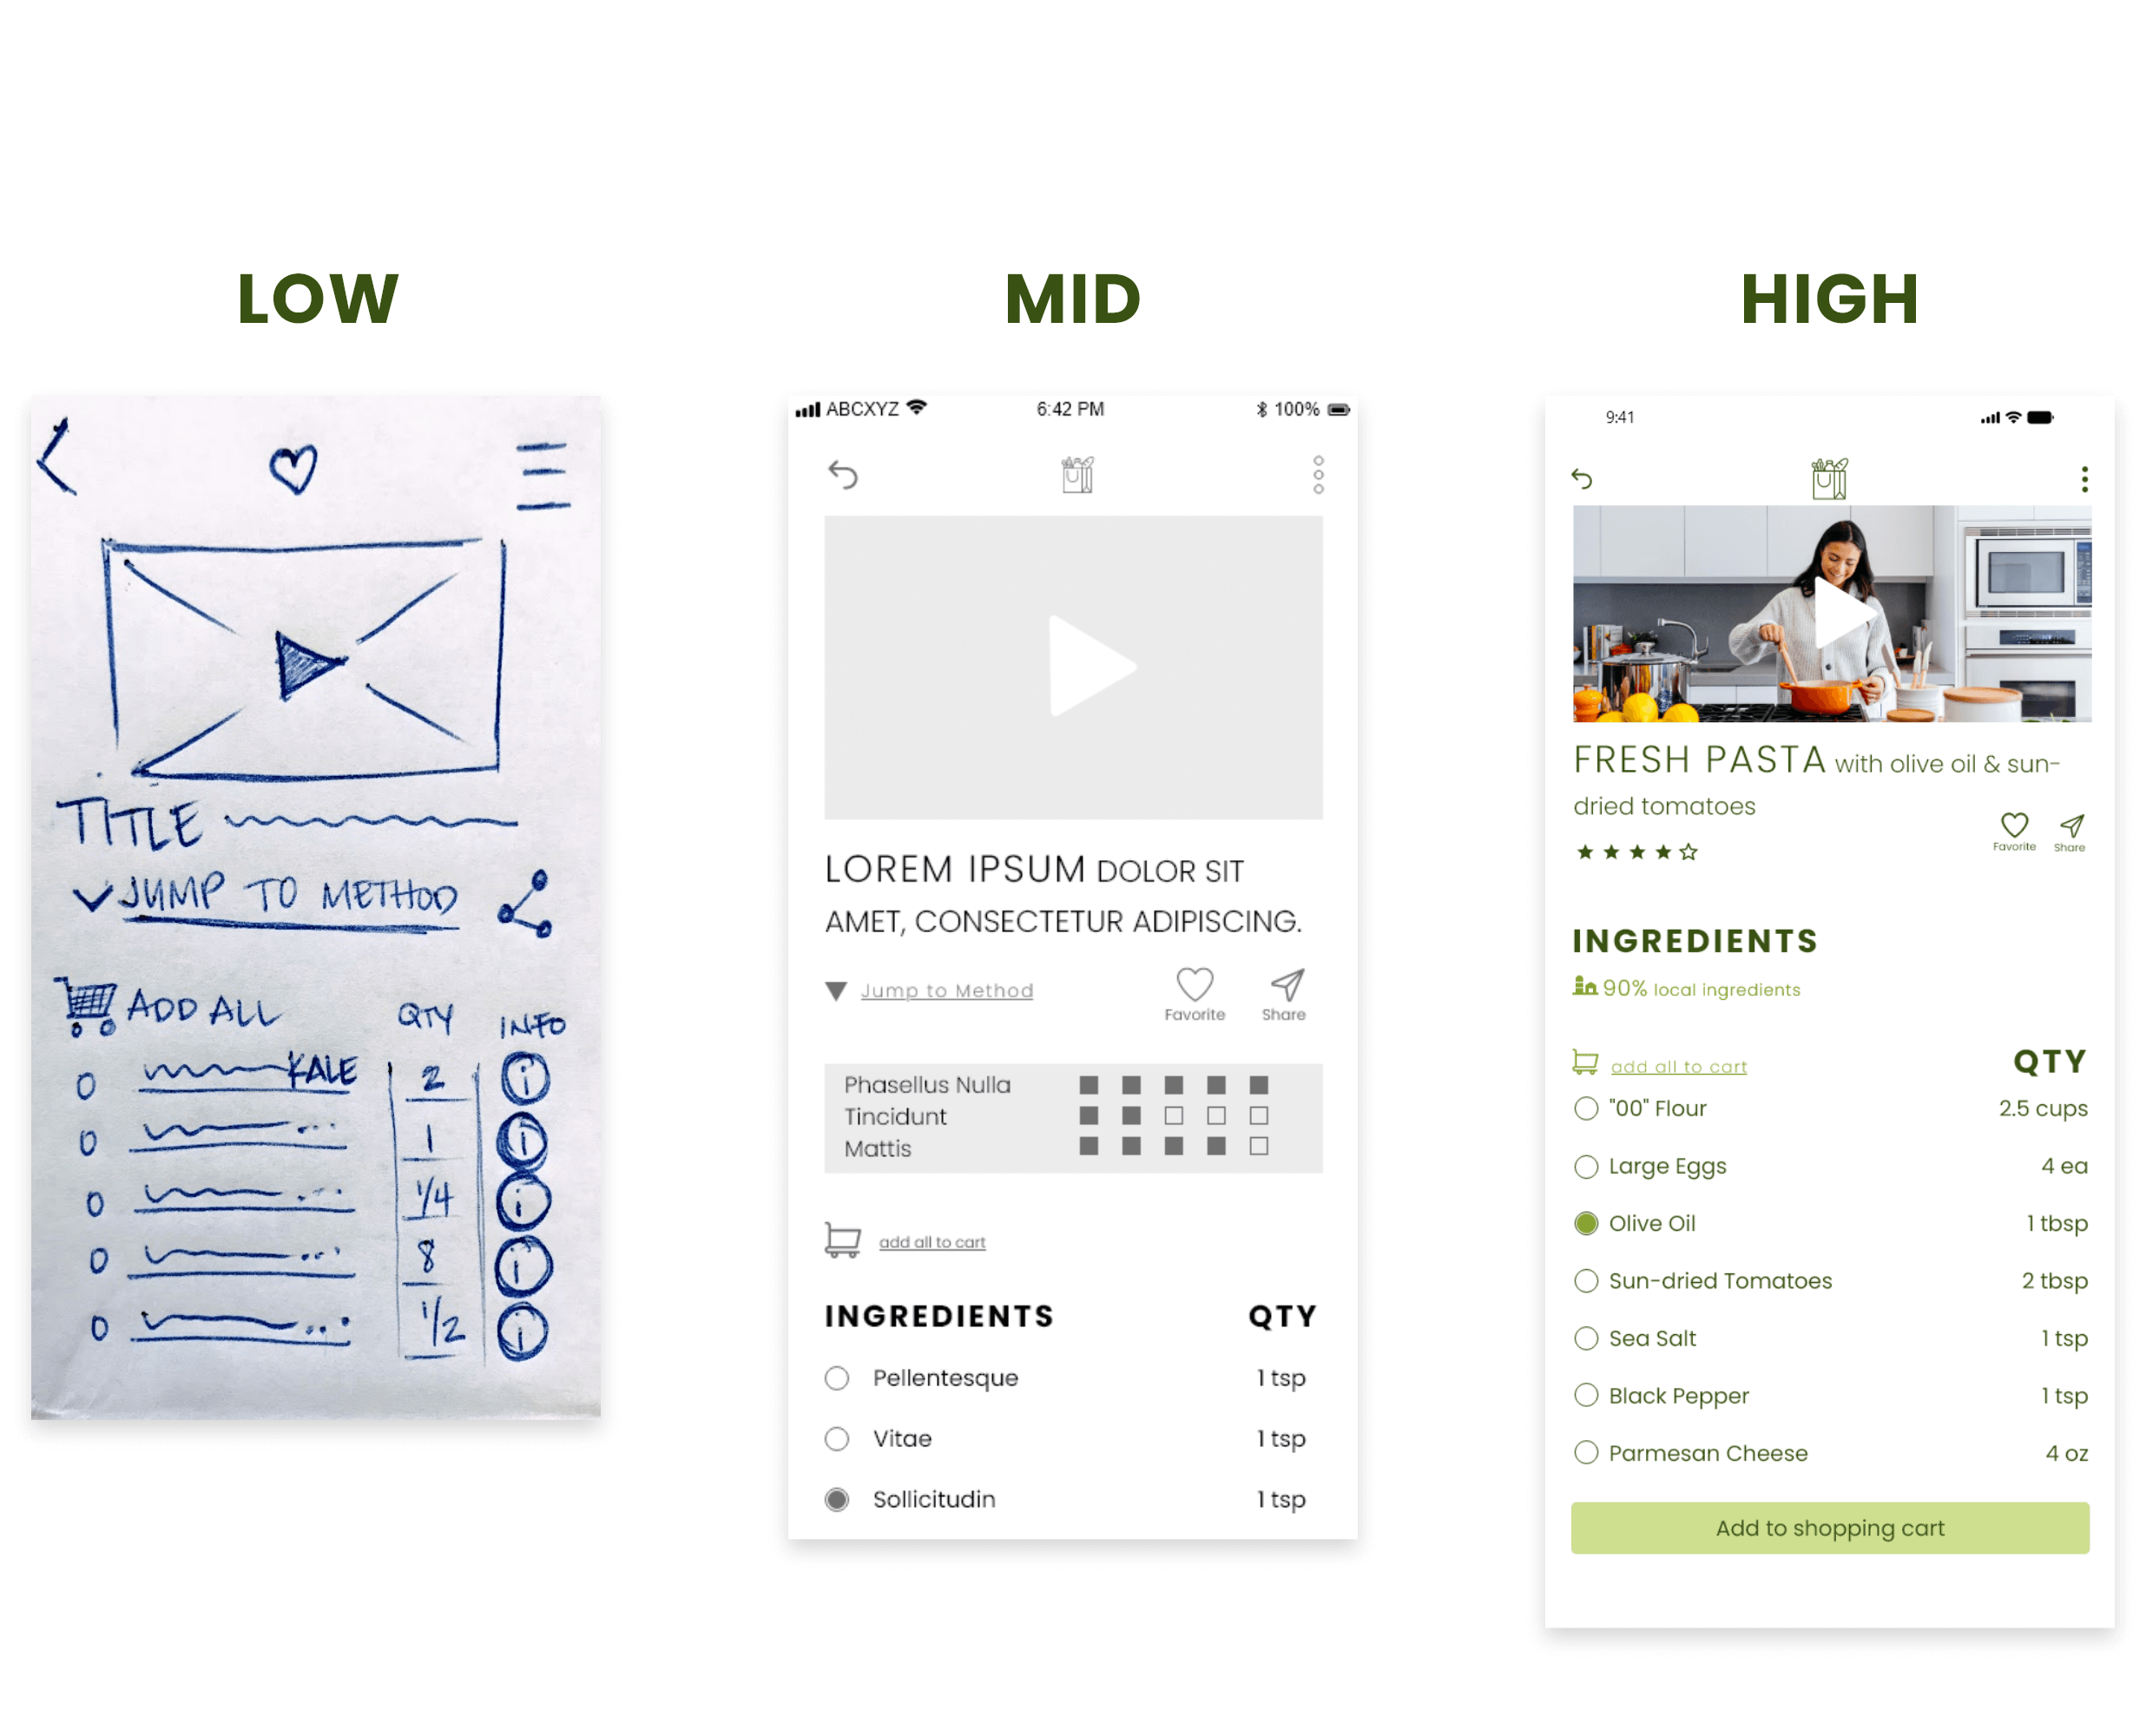 LOW
MID
HIGH
TITLE
JUMP TO METHOD
ADD ALL
QTY
INFO
KALE
2
i
1
i
1/4
i
8
i
1/2
i
ABCXYZ
6:42 PM
100%
LOREM IPSUM DOLOR SIT
AMET, CONSECTETUR ADIPISCING.
Jump to Method
Favorite
Share
Phasellus Nulla
Tincidunt
Mattis
add all to cart
INGREDIENTS
QTY
Pellentesque
1 tsp
Vitae
1 tsp
Sollicitudin
1 tsp
9:41
FRESH PASTA with olive oil & sun-
dried tomatoes
Favorite
Share
INGREDIENTS
90% local ingredients
add all to cart
QTY
"00" Flour
2.5 cups
Large Eggs
4 ea
Olive Oil
1 tbsp
Sun-dried Tomatoes
2 tbsp
Sea Salt
1 tsp
Black Pepper
1 tsp
Parmesan Cheese
4 oz
Add to shopping cart